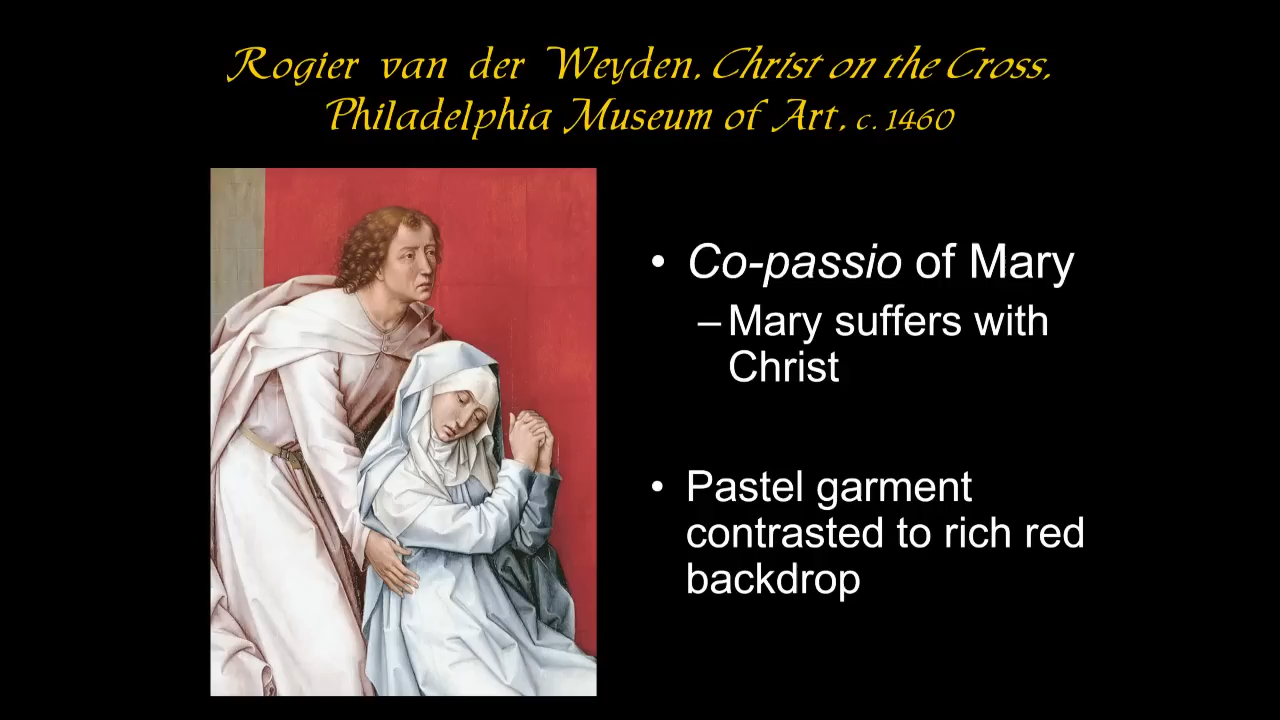 Rogier van der Weyden, Christ on the Cross,
Philadelphia Museum of Art, c. 1460
• Co-passio of Mary
– Mary suffers with
Christ
• Pastel garment
contrasted to rich red
backdrop